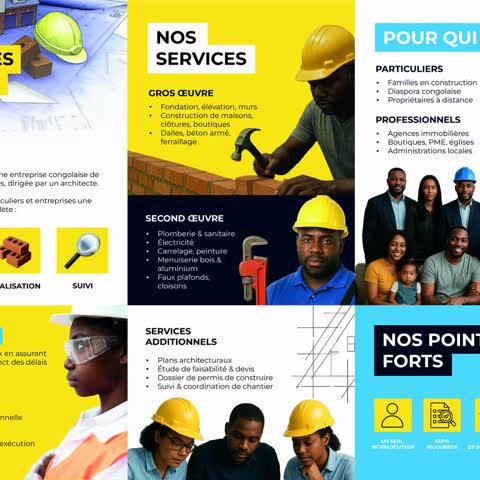 NOS
SERVICES
GROS ŒUVRE
• Fondation, élévation, murs
• Construction de maisons,
clôtures, boutiques
• Dalles, béton armé,
ferraillage
SECOND ŒUVRE
• Plomberie & sanitaire
• Électricité
• Carrelage, peinture
• Menuiserie bois &
aluminium
• Faux plafonds,
cloisons
POUR QUI
PARTICULIERS
• Familles en construction
• Diaspora congolaise
• Propriétaires à distance
PROFESSIONNELS
• Agences immobilières
• Boutiques, PME, églises
• Administrations locales
ES
ne entreprise congolaise de
es, dirigée par un architecte.
culiers et entreprises une
lète :
ALISATION
SUIVI
x en assurant
ect des délais
nnelle
exécution
SERVICES
ADDITIONNELS
• Plans architecturaux
• Étude de faisabilité & devis
• Dossier de permis de construire
• Suivi & coordination de chantier
NOS POINT
FORTS
UN SEUL
INTERLOCUTEUR
SUIVI
RIGOUREUX